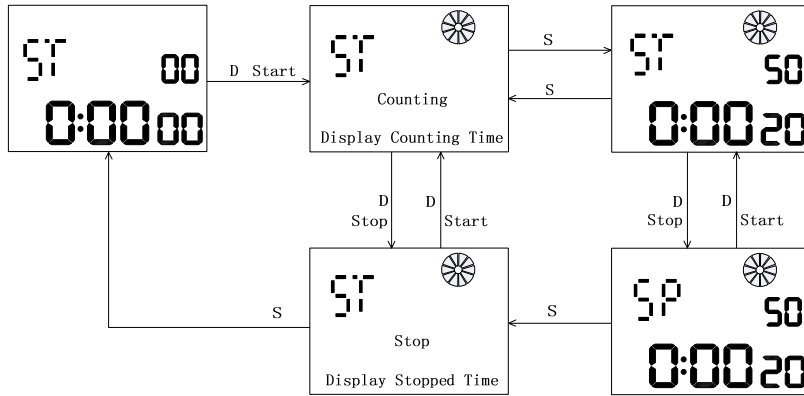 ST
00
0:00 00
D Start
ST
Counting
Display Counting Time
S
S
ST
50
0:00 20
D
Stop
D
Start
D
Stop
D
Start
S
ST
Stop
Display Stopped Time
S
SP
50
0:00 20